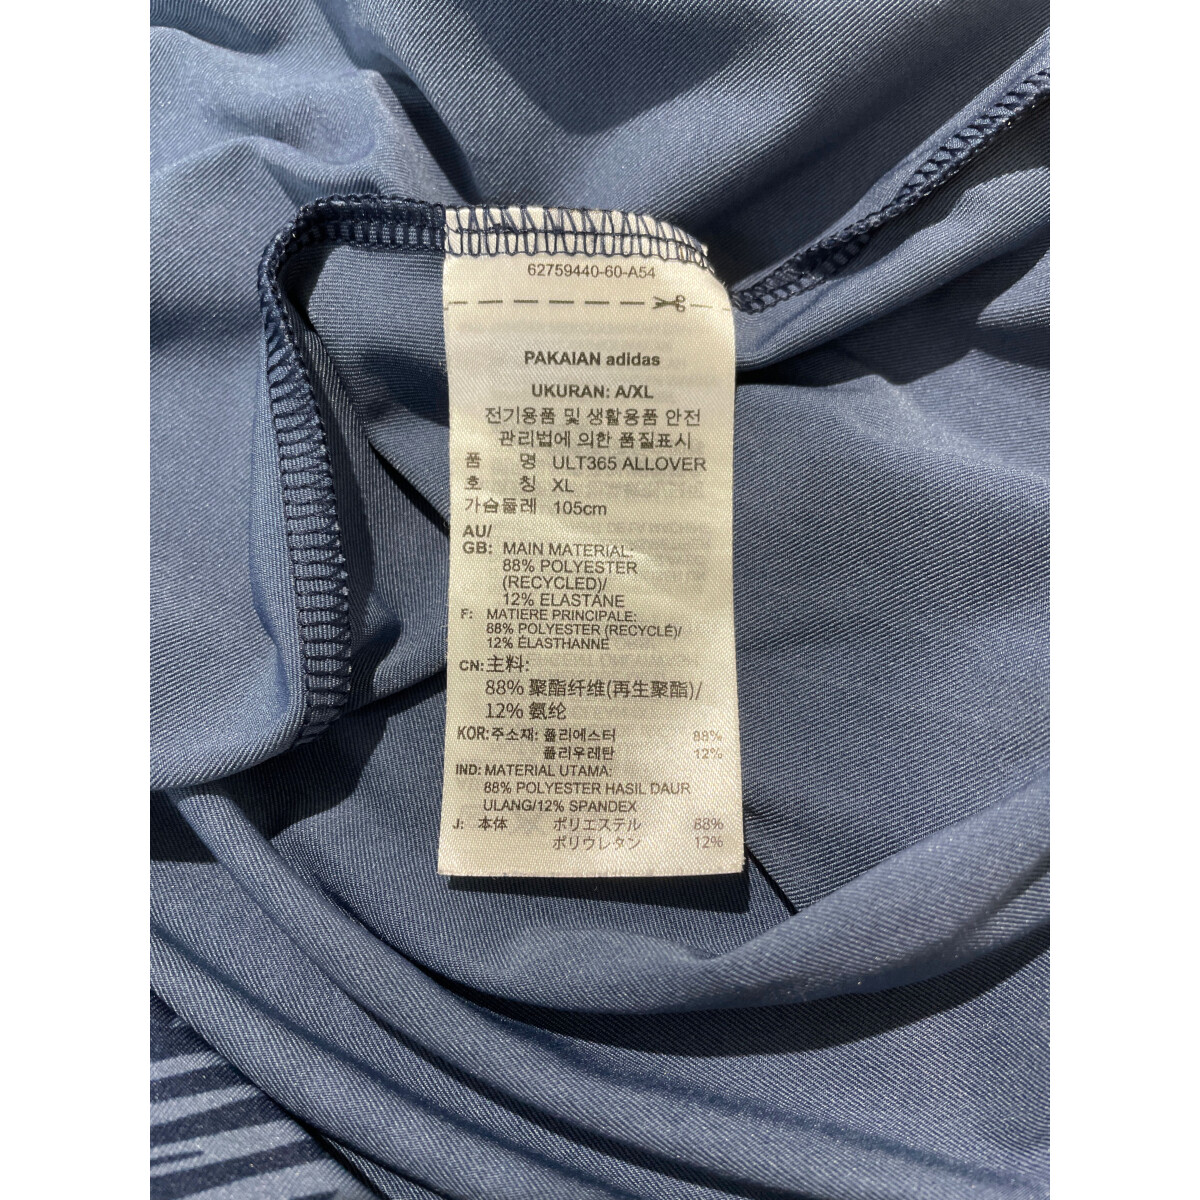 62759440-60-A54
PAKAIAN adidas
UKURAN: A/XL
전기용품 및 생활용품 안전
관리법에 의한 품질표시
품 명 ULT365 ALLOVER
호 칭 XL
가슴둘레 105cm
AU/
GB: MAIN MATERIAL:
88% POLYESTER
(RECYCLED)/
12% ELASTANE
F: MATIERE PRINCIPALE:
88% POLYESTER (RECYCLÉ)/
12% ÉLASTHANNE
CN: 主料:
88% 聚酯纤维(再生聚酯)/
12% 氨纶
KOR: 주소재: 폴리에스터 88%
폴리우레탄 12%
IND: MATERIAL UTAMA:
88% POLYESTER HASIL DAUR
ULANG/12% SPANDEX
J: 本体 ポリエステル 88%
ポリウレタン 12%